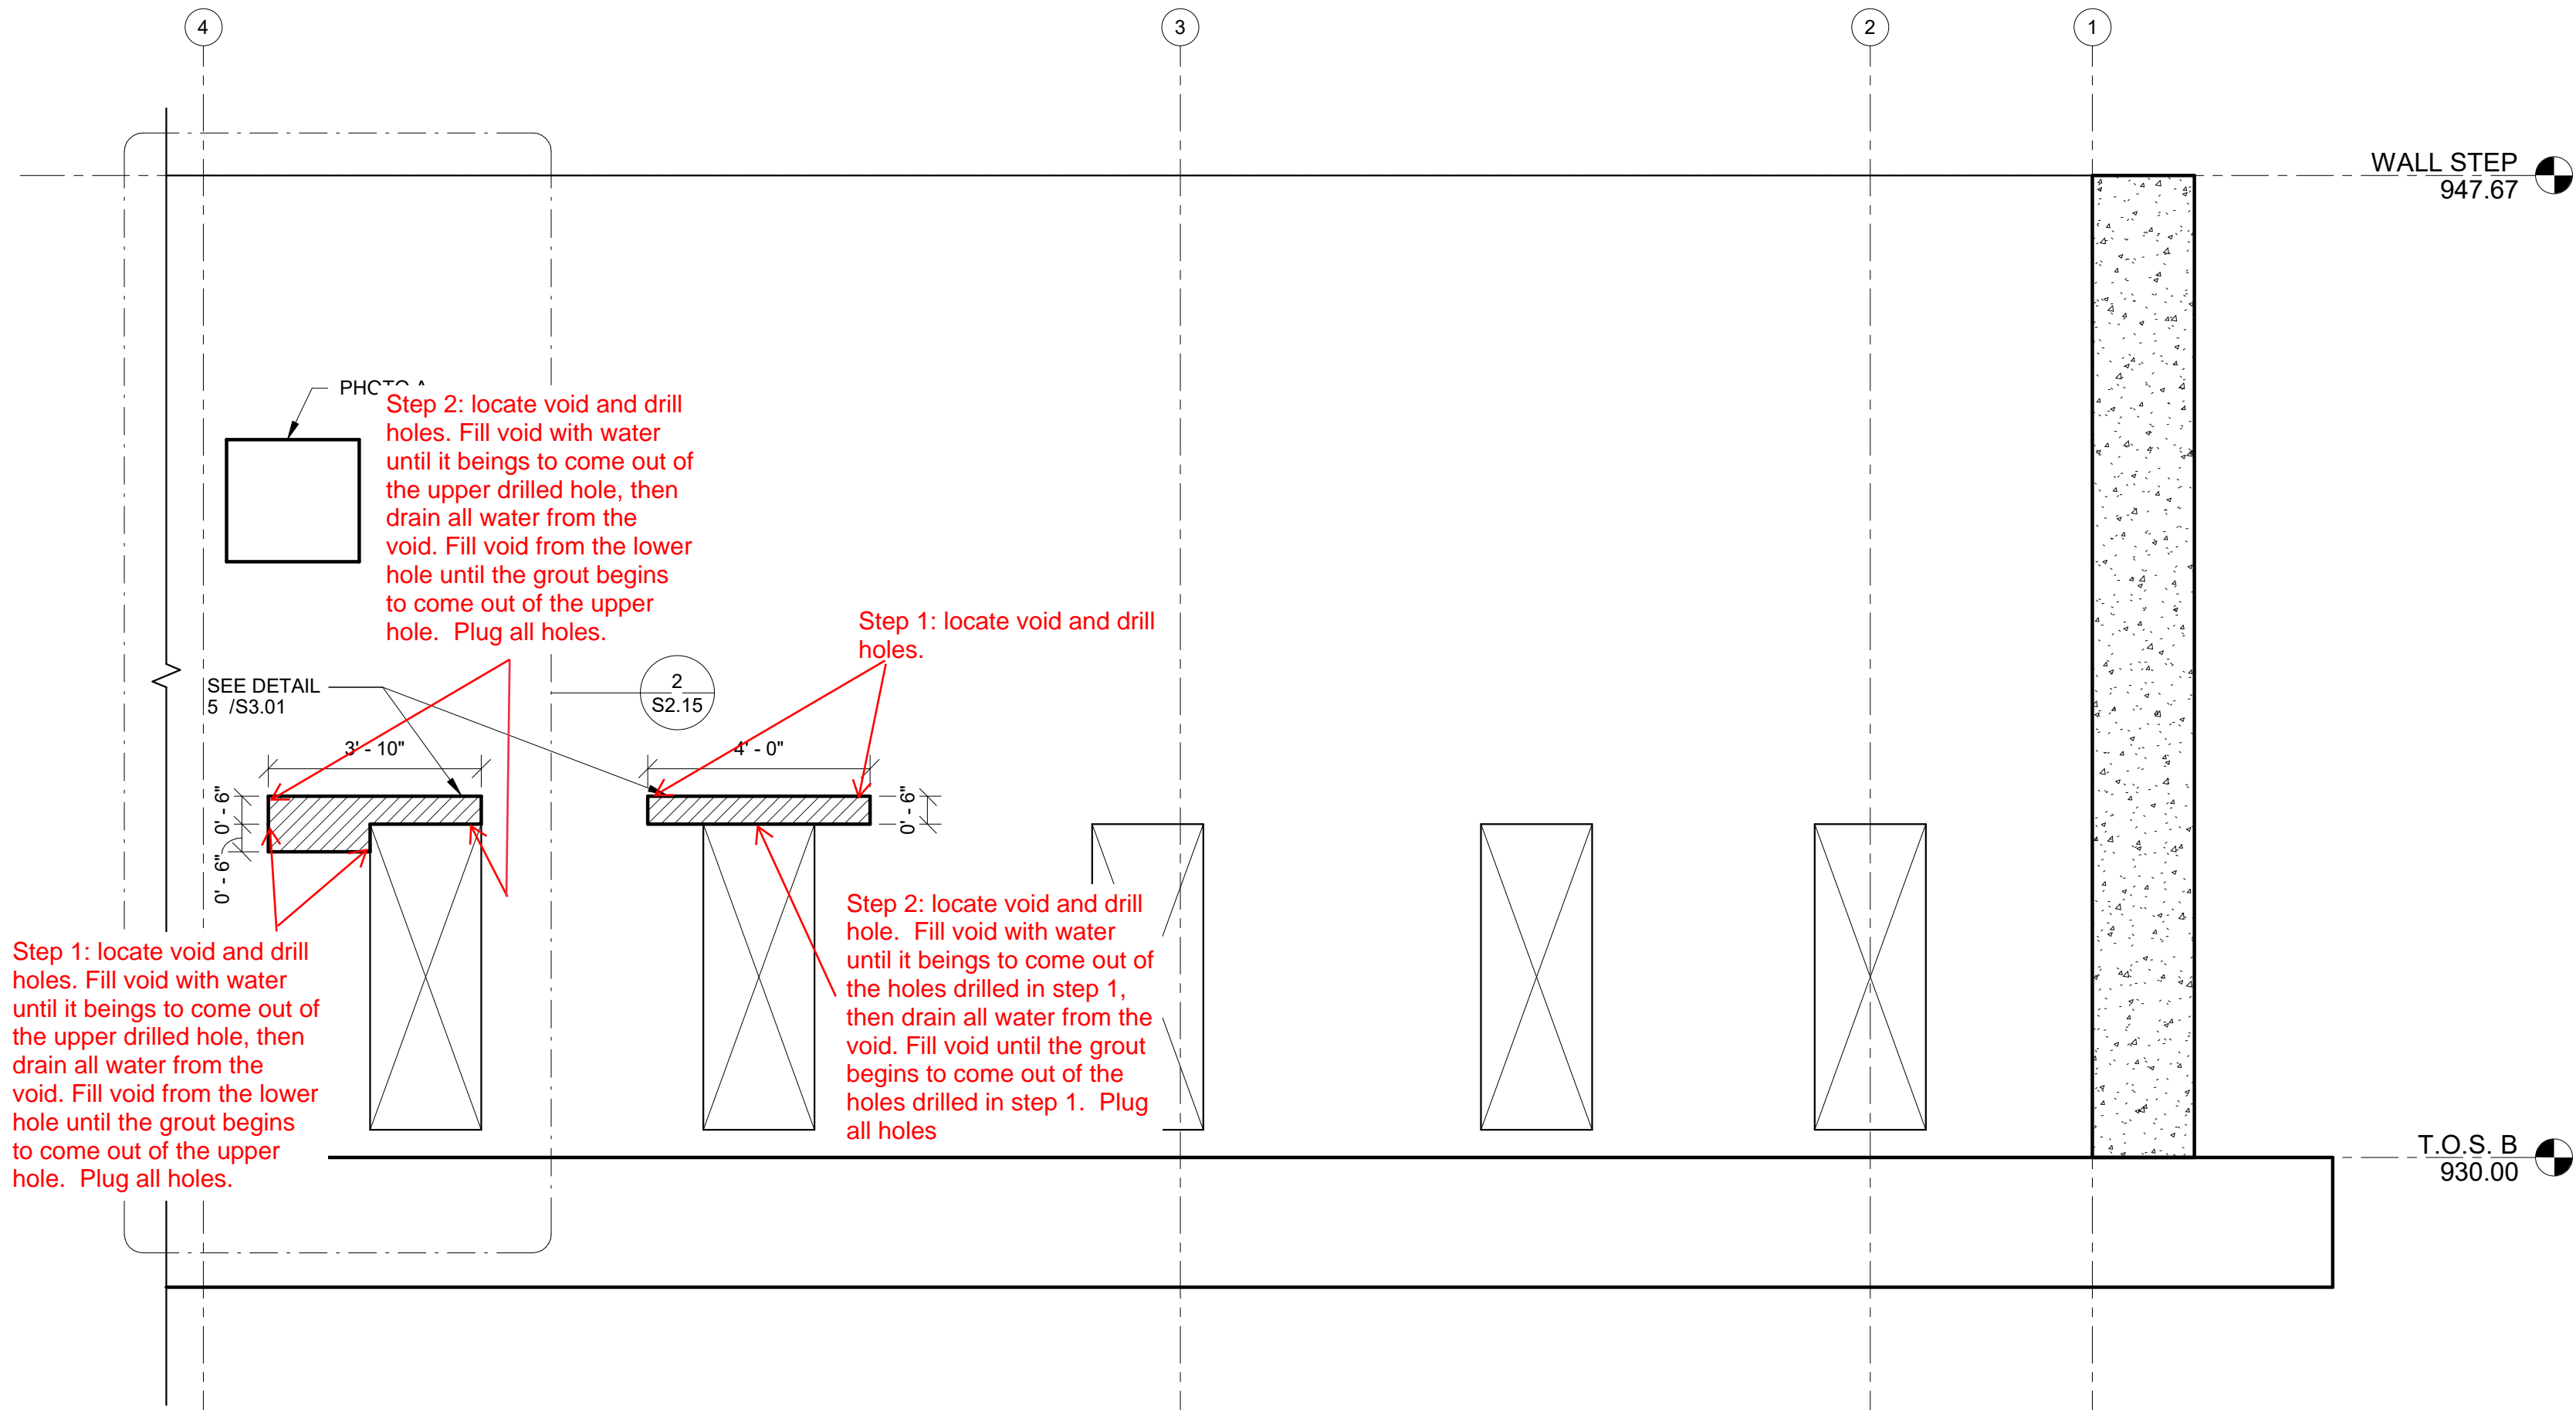 4
3
2
1
WALL STEP
947.67
Step 2: locate void and drill
holes. Fill void with water
until it beings to come out of
the upper drilled hole, then
drain all water from the
void. Fill void from the lower
hole until the grout begins
to come out of the upper
hole.  Plug all holes.
Step 1: locate void and drill
holes.
SEE DETAIL
5  /S3.01
2
S2.15
3' - 10"
4' - 0"
0' - 6"
0' - 6"
0' - 6"
Step 1: locate void and drill
holes. Fill void with water
until it beings to come out of
the upper drilled hole, then
drain all water from the
void. Fill void from the lower
hole until the grout begins
to come out of the upper
hole.  Plug all holes.
Step 2: locate void and drill
hole.  Fill void with water
until it beings to come out of
the holes drilled in step 1,
then drain all water from the
void. Fill void until the grout
begins to come out of the
holes drilled in step 1.  Plug
all holes
T.O.S. B
930.00